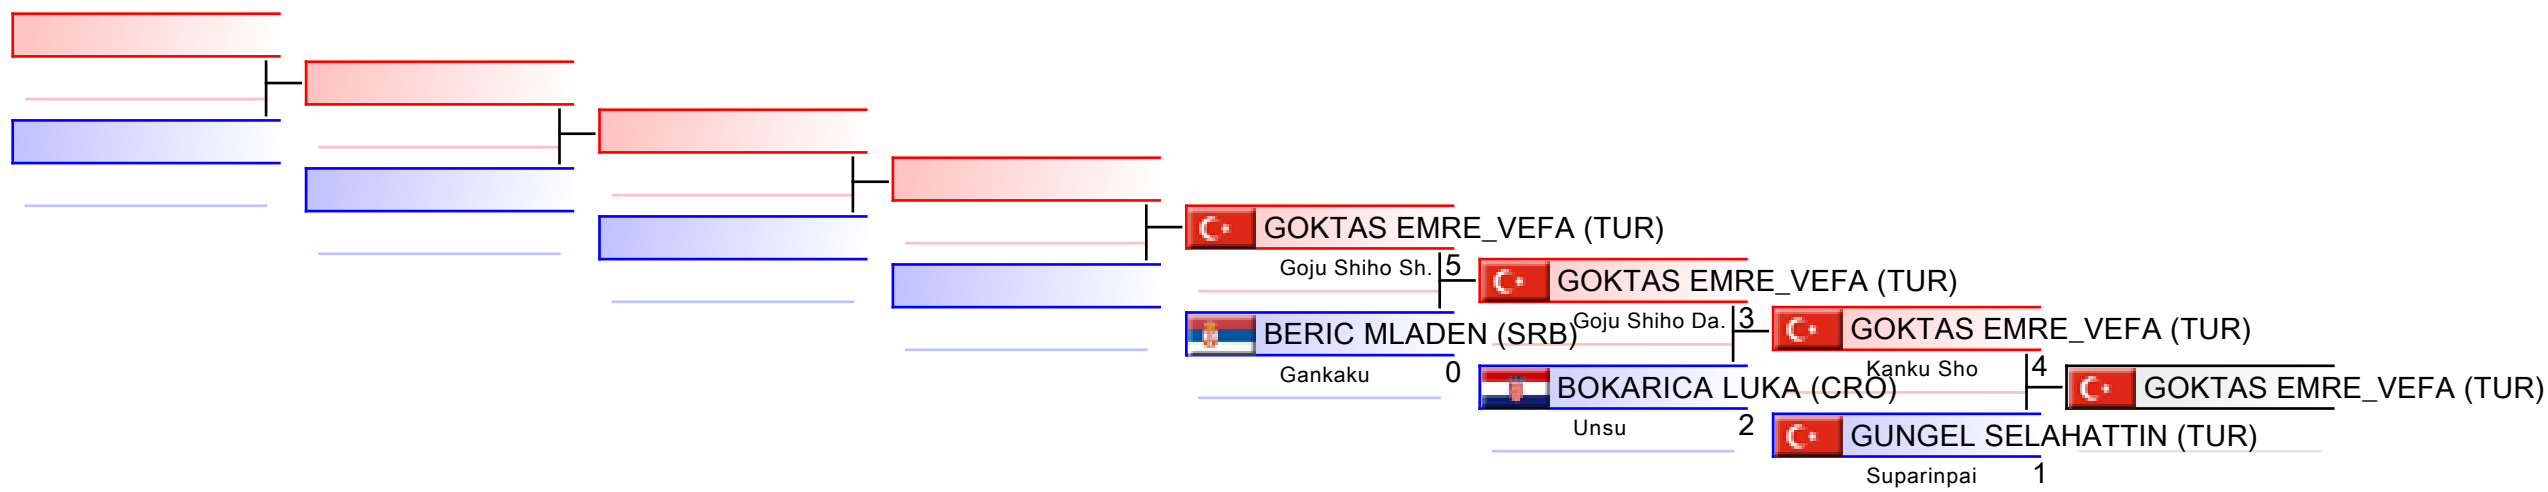 GOKTAS EMRE_VEFA (TUR)
Goju Shiho Sh. 5
BERIC MLADEN (SRB)
Gankaku 0
GOKTAS EMRE_VEFA (TUR)
Goju Shiho Da. 3
BOKARICA LUKA (CRO)
Unsu 2
GOKTAS EMRE_VEFA (TUR)
Kanku Sho 4
GUNGEL SELAHATTIN (TUR)
Suparinpai 1
GOKTAS EMRE_VEFA (TUR)